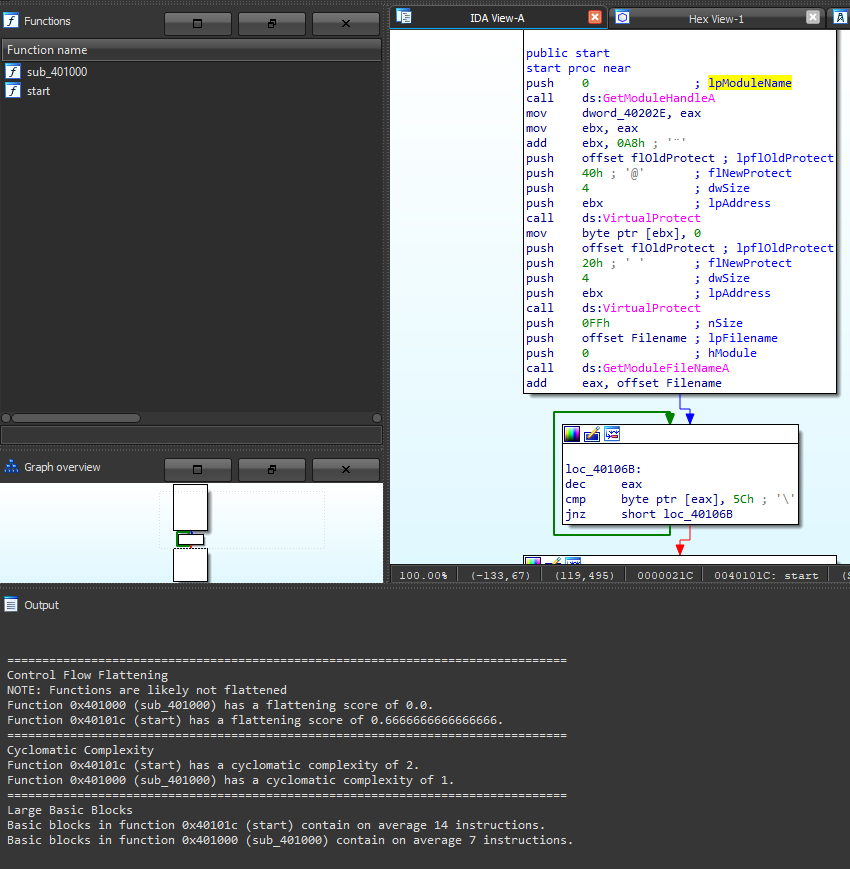 Functions
Function name
sub_401000
start
Graph overview
IDA View-A
Hex View-1
public start
start proc near
push 0 ; lpModuleName
call ds:GetModuleHandleA
mov dword_40202E, eax
mov ebx, eax
add ebx, 0A8h ; '¨'
push offset flOldProtect ; lpflOldProtect
push 40h ; '@' ; flNewProtect
push 4 ; dwSize
push ebx ; lpAddress
call ds:VirtualProtect
mov byte ptr [ebx], 0
push offset flOldProtect ; lpflOldProtect
push 20h ; ' ' ; flNewProtect
push 4 ; dwSize
push ebx ; lpAddress
call ds:VirtualProtect
push 0FFh ; nSize
push offset Filename ; lpFilename
push 0 ; hModule
call ds:GetModuleFileNameA
add eax, offset Filename
loc_40106B:
dec eax
cmp byte ptr [eax], 5Ch ; '\'
jnz short loc_40106B
100.00% (-133,67) (119,495) 0000021C 0040101C: start
Output
================================================================================
Control Flow Flattening
NOTE: Functions are likely not flattened
Function 0x401000 (sub_401000) has a flattening score of 0.0.
Function 0x40101c (start) has a flattening score of 0.6666666666666666.
================================================================================
Cyclomatic Complexity
Function 0x40101c (start) has a cyclomatic complexity of 2.
Function 0x401000 (sub_401000) has a cyclomatic complexity of 1.
================================================================================
Large Basic Blocks
Basic blocks in function 0x40101c (start) contain on average 14 instructions.
Basic blocks in function 0x401000 (sub_401000) contain on average 7 instructions.